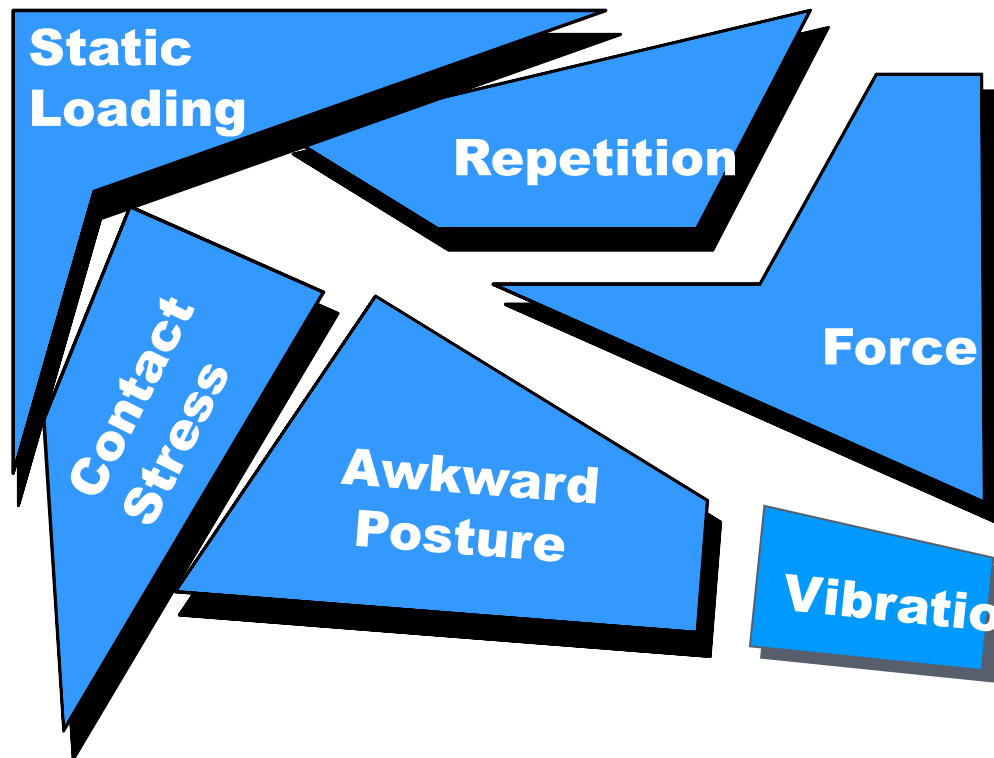 Static
Loading
Repetition
Force
Contact
Stress
Awkward
Posture
Vibratio